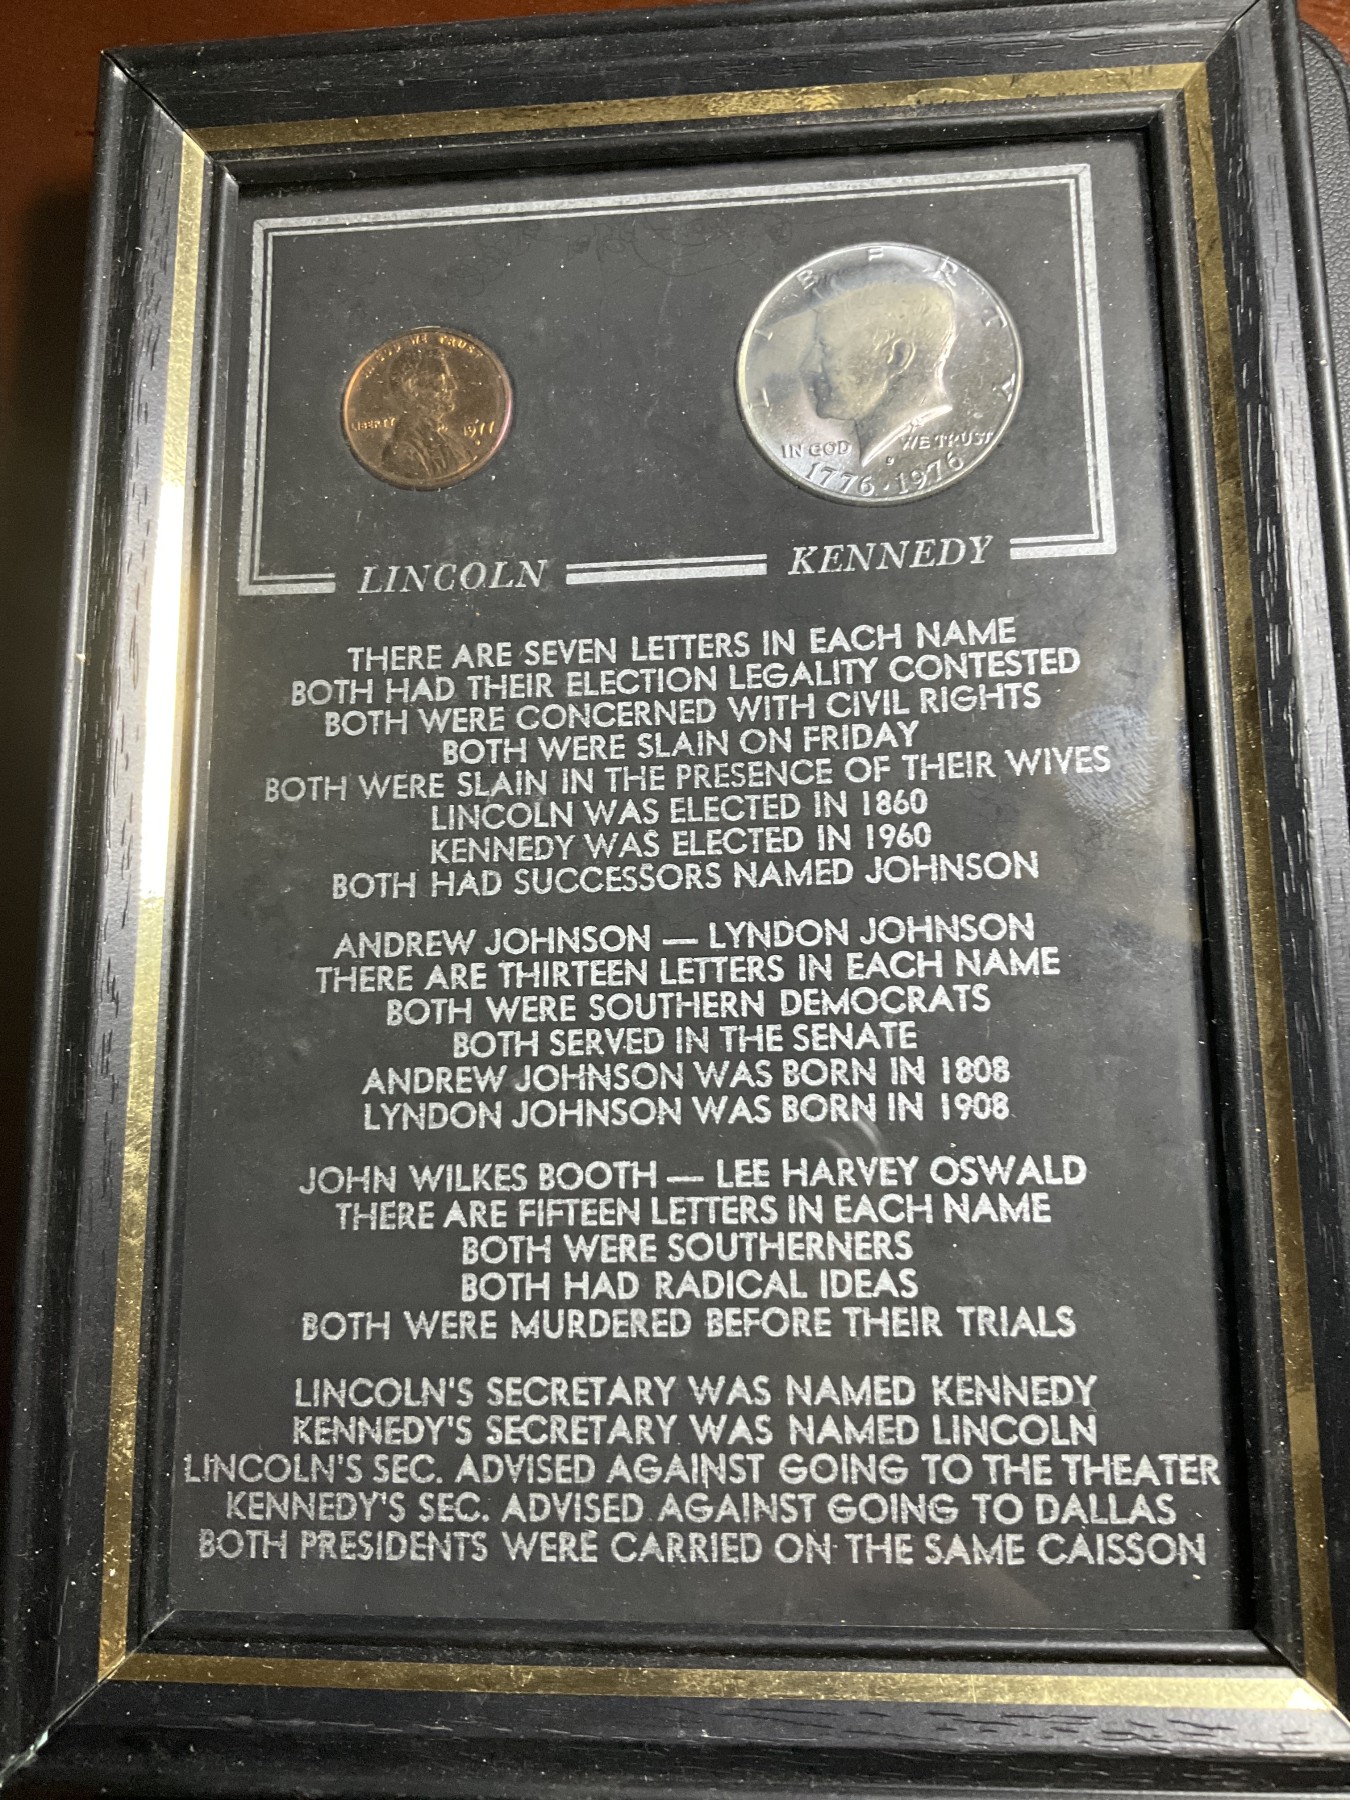 IN GOD WE TRUST
LIBERTY
1977
D
LIBERTY
IN GOD WE TRUST
D
1776 · 1976
LINCOLN KENNEDY
THERE ARE SEVEN LETTERS IN EACH NAME
BOTH HAD THEIR ELECTION LEGALITY CONTESTED
BOTH WERE CONCERNED WITH CIVIL RIGHTS
BOTH WERE SLAIN ON FRIDAY
BOTH WERE SLAIN IN THE PRESENCE OF THEIR WIVES
LINCOLN WAS ELECTED IN 1860
KENNEDY WAS ELECTED IN 1960
BOTH HAD SUCCESSORS NAMED JOHNSON
ANDREW JOHNSON — LYNDON JOHNSON
THERE ARE THIRTEEN LETTERS IN EACH NAME
BOTH WERE SOUTHERN DEMOCRATS
BOTH SERVED IN THE SENATE
ANDREW JOHNSON WAS BORN IN 1808
LYNDON JOHNSON WAS BORN IN 1908
JOHN WILKES BOOTH — LEE HARVEY OSWALD
THERE ARE FIFTEEN LETTERS IN EACH NAME
BOTH WERE SOUTHERNERS
BOTH HAD RADICAL IDEAS
BOTH WERE MURDERED BEFORE THEIR TRIALS
LINCOLN'S SECRETARY WAS NAMED KENNEDY
KENNEDY'S SECRETARY WAS NAMED LINCOLN
LINCOLN'S SEC. ADVISED AGAINST GOING TO THE THEATER
KENNEDY'S SEC. ADVISED AGAINST GOING TO DALLAS
BOTH PRESIDENTS WERE CARRIED ON THE SAME CAISSON